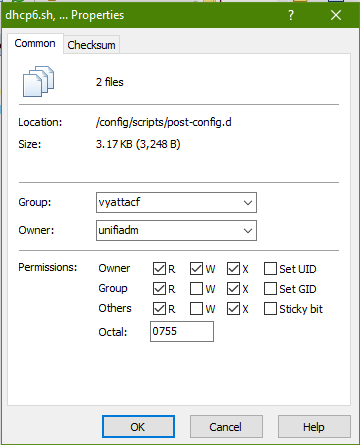 dhcp6.sh, ... Properties
Common
Checksum
2 files
Location: /config/scripts/post-config.d
Size: 3.17 KB (3,248 B)
Group: vyattacf
Owner: unifiadm
Permissions: Owner R W X Set UID
Group R W X Set GID
Others R W X Sticky bit
Octal: 0755
OK Cancel Help